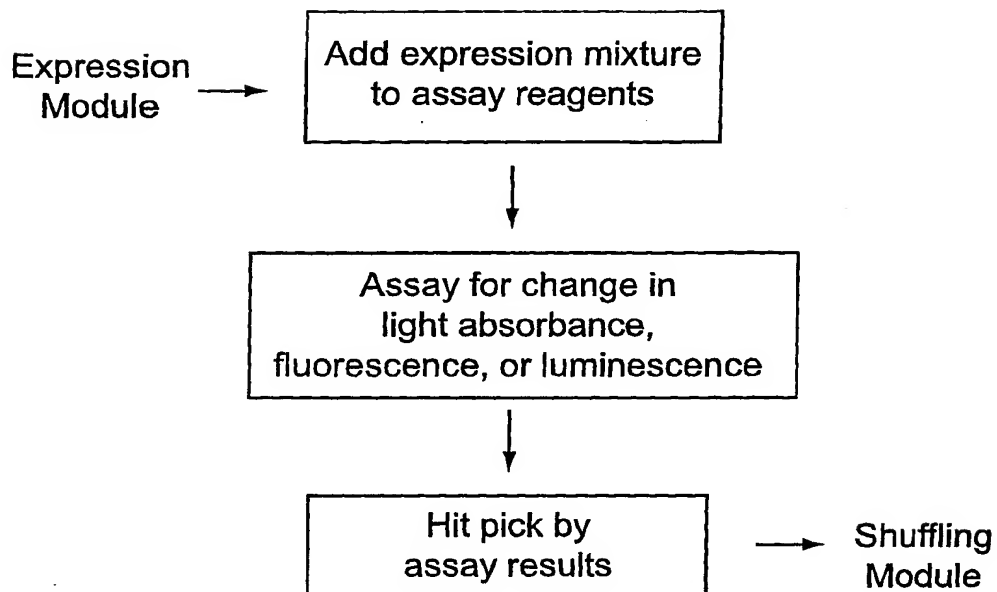 Expression
Module
Add expression mixture
to assay reagents
Assay for change in
light absorbance,
fluorescence, or luminescence
Hit pick by
assay results
Shuffling
Module